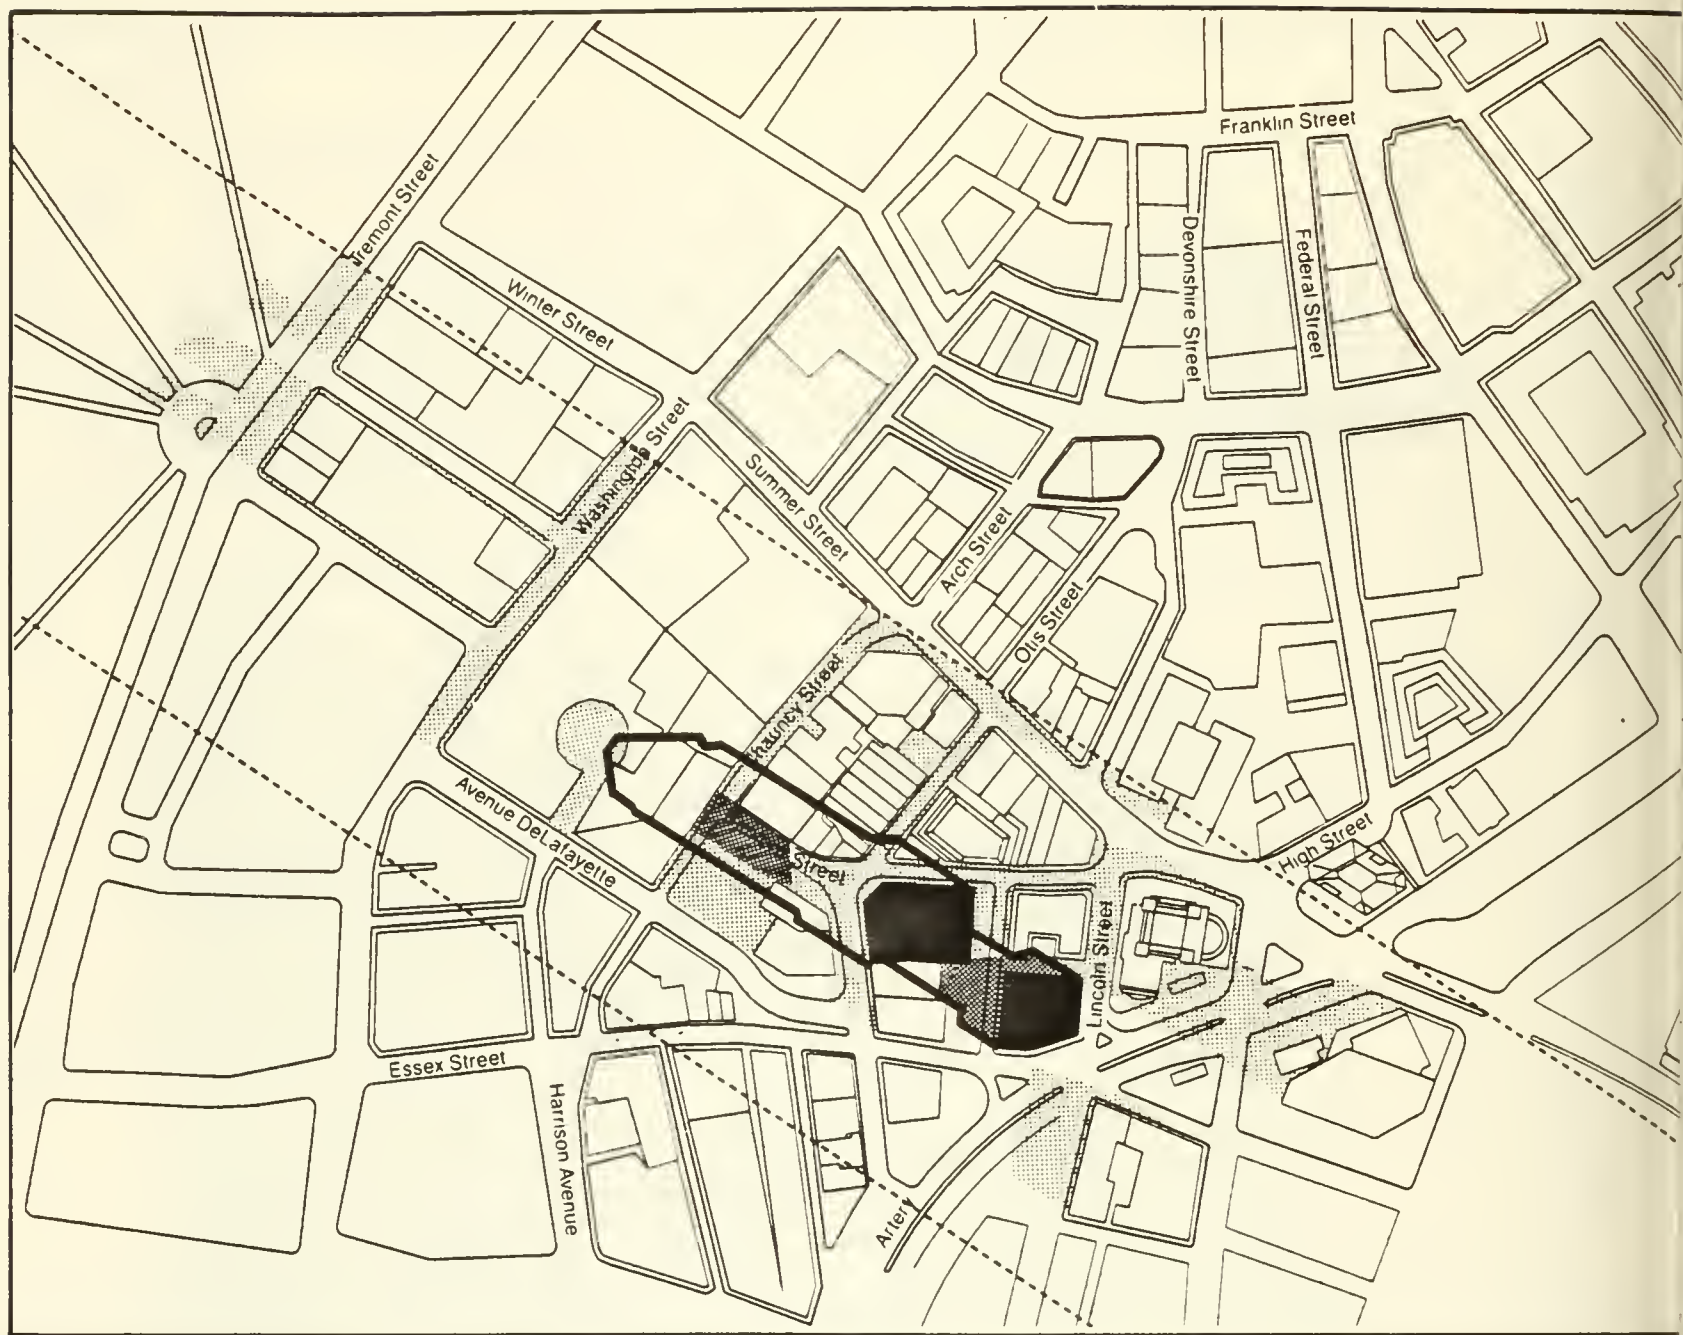 Franklin Street
Tremont Street
Devonshire Street
Federal Street
Winter Street
Washington Street
Summer Street
Arch Street
Otis Street
hauncy Street
Avenue DeLafayette
High Street
Street
Lincoln Street
Essex Street
Harrison Avenue
Artery